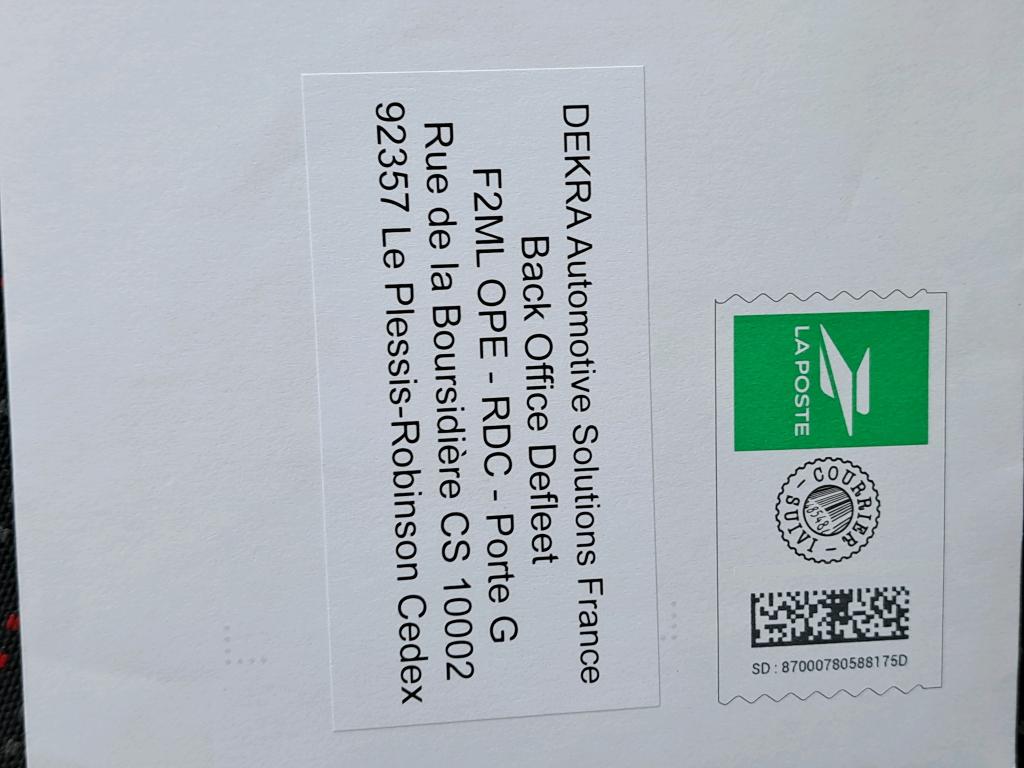 DEKRA Automotive Solutions France
Back Office Defleet
F2ML OPE - RDC - Porte G
Rue de la Boursidière CS 10002
92357 Le Plessis-Robinson Cedex
LA POSTE
COURRIER - SUIVI -
SD : 87000780588175D